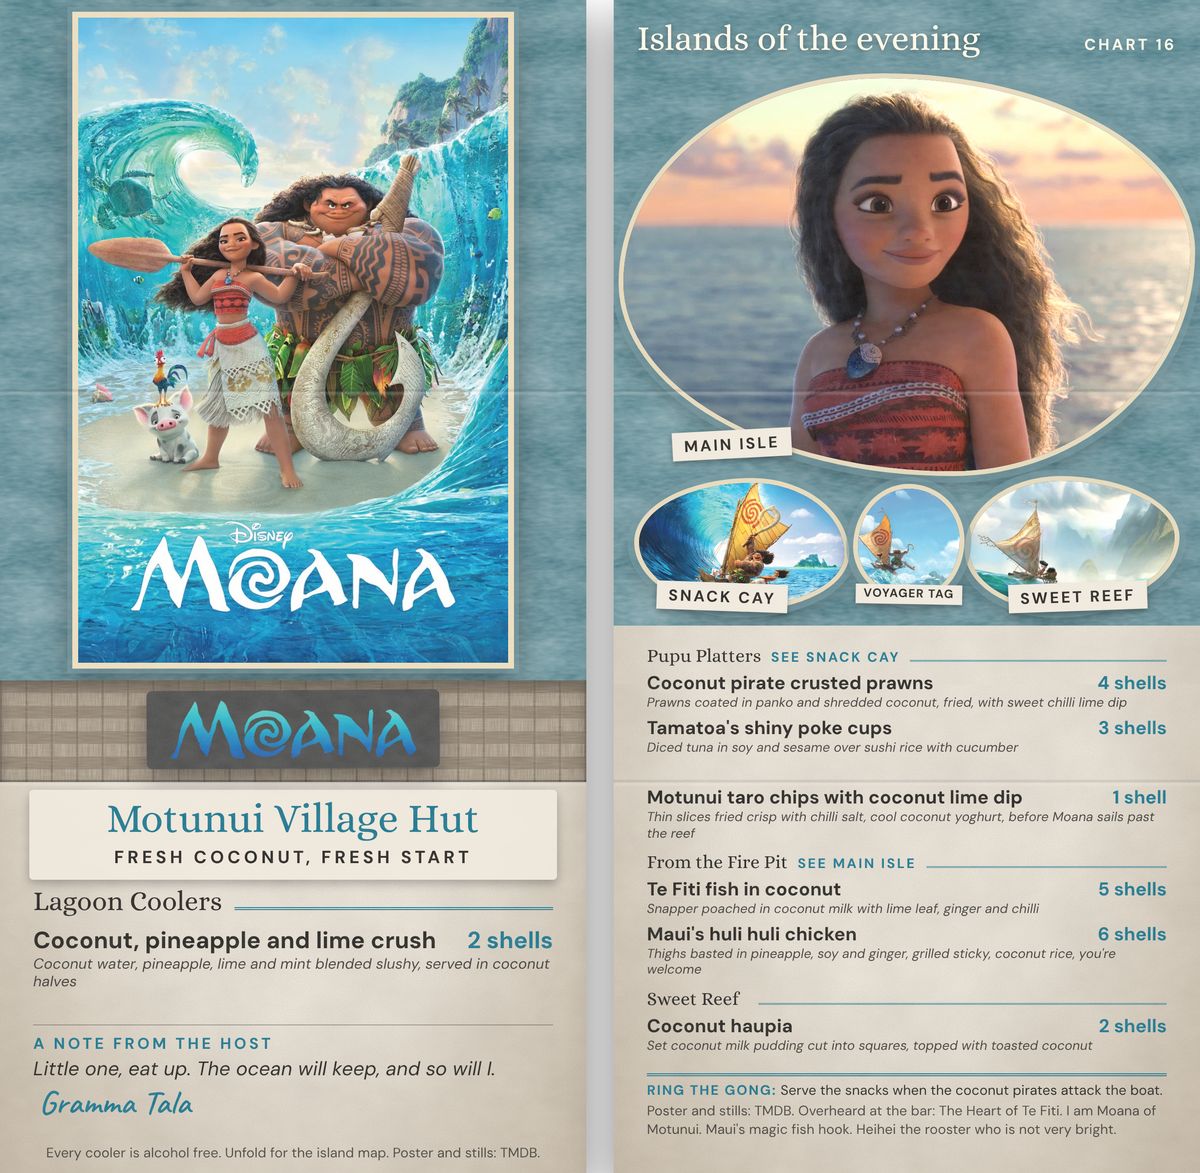 Disney
MOANA
MOANA
Motunui Village Hut
FRESH COCONUT, FRESH START
Lagoon Coolers
Coconut, pineapple and lime crush 2 shells
Coconut water, pineapple, lime and mint blended slushy, served in coconut
halves
A NOTE FROM THE HOST
Little one, eat up. The ocean will keep, and so will I.
Gramma Tala
Every cooler is alcohol free. Unfold for the island map. Poster and stills: TMDB.
Islands of the evening
CHART 16
MAIN ISLE
SNACK CAY
VOYAGER TAG
SWEET REEF
Pupu Platters SEE SNACK CAY
Coconut pirate crusted prawns 4 shells
Prawns coated in panko and shredded coconut, fried, with sweet chilli lime dip
Tamatoa's shiny poke cups 3 shells
Diced tuna in soy and sesame over sushi rice with cucumber
Motunui taro chips with coconut lime dip 1 shell
Thin slices fried crisp with chilli salt, cool coconut yoghurt, before Moana sails past
the reef
From the Fire Pit SEE MAIN ISLE
Te Fiti fish in coconut 5 shells
Snapper poached in coconut milk with lime leaf, ginger and chilli
Maui's huli huli chicken 6 shells
Thighs basted in pineapple, soy and ginger, grilled sticky, coconut rice, you're
welcome
Sweet Reef
Coconut haupia 2 shells
Set coconut milk pudding cut into squares, topped with toasted coconut
RING THE GONG: Serve the snacks when the coconut pirates attack the boat.
Poster and stills: TMDB. Overheard at the bar: The Heart of Te Fiti. I am Moana of
Motunui. Maui's magic fish hook. Heihei the rooster who is not very bright.